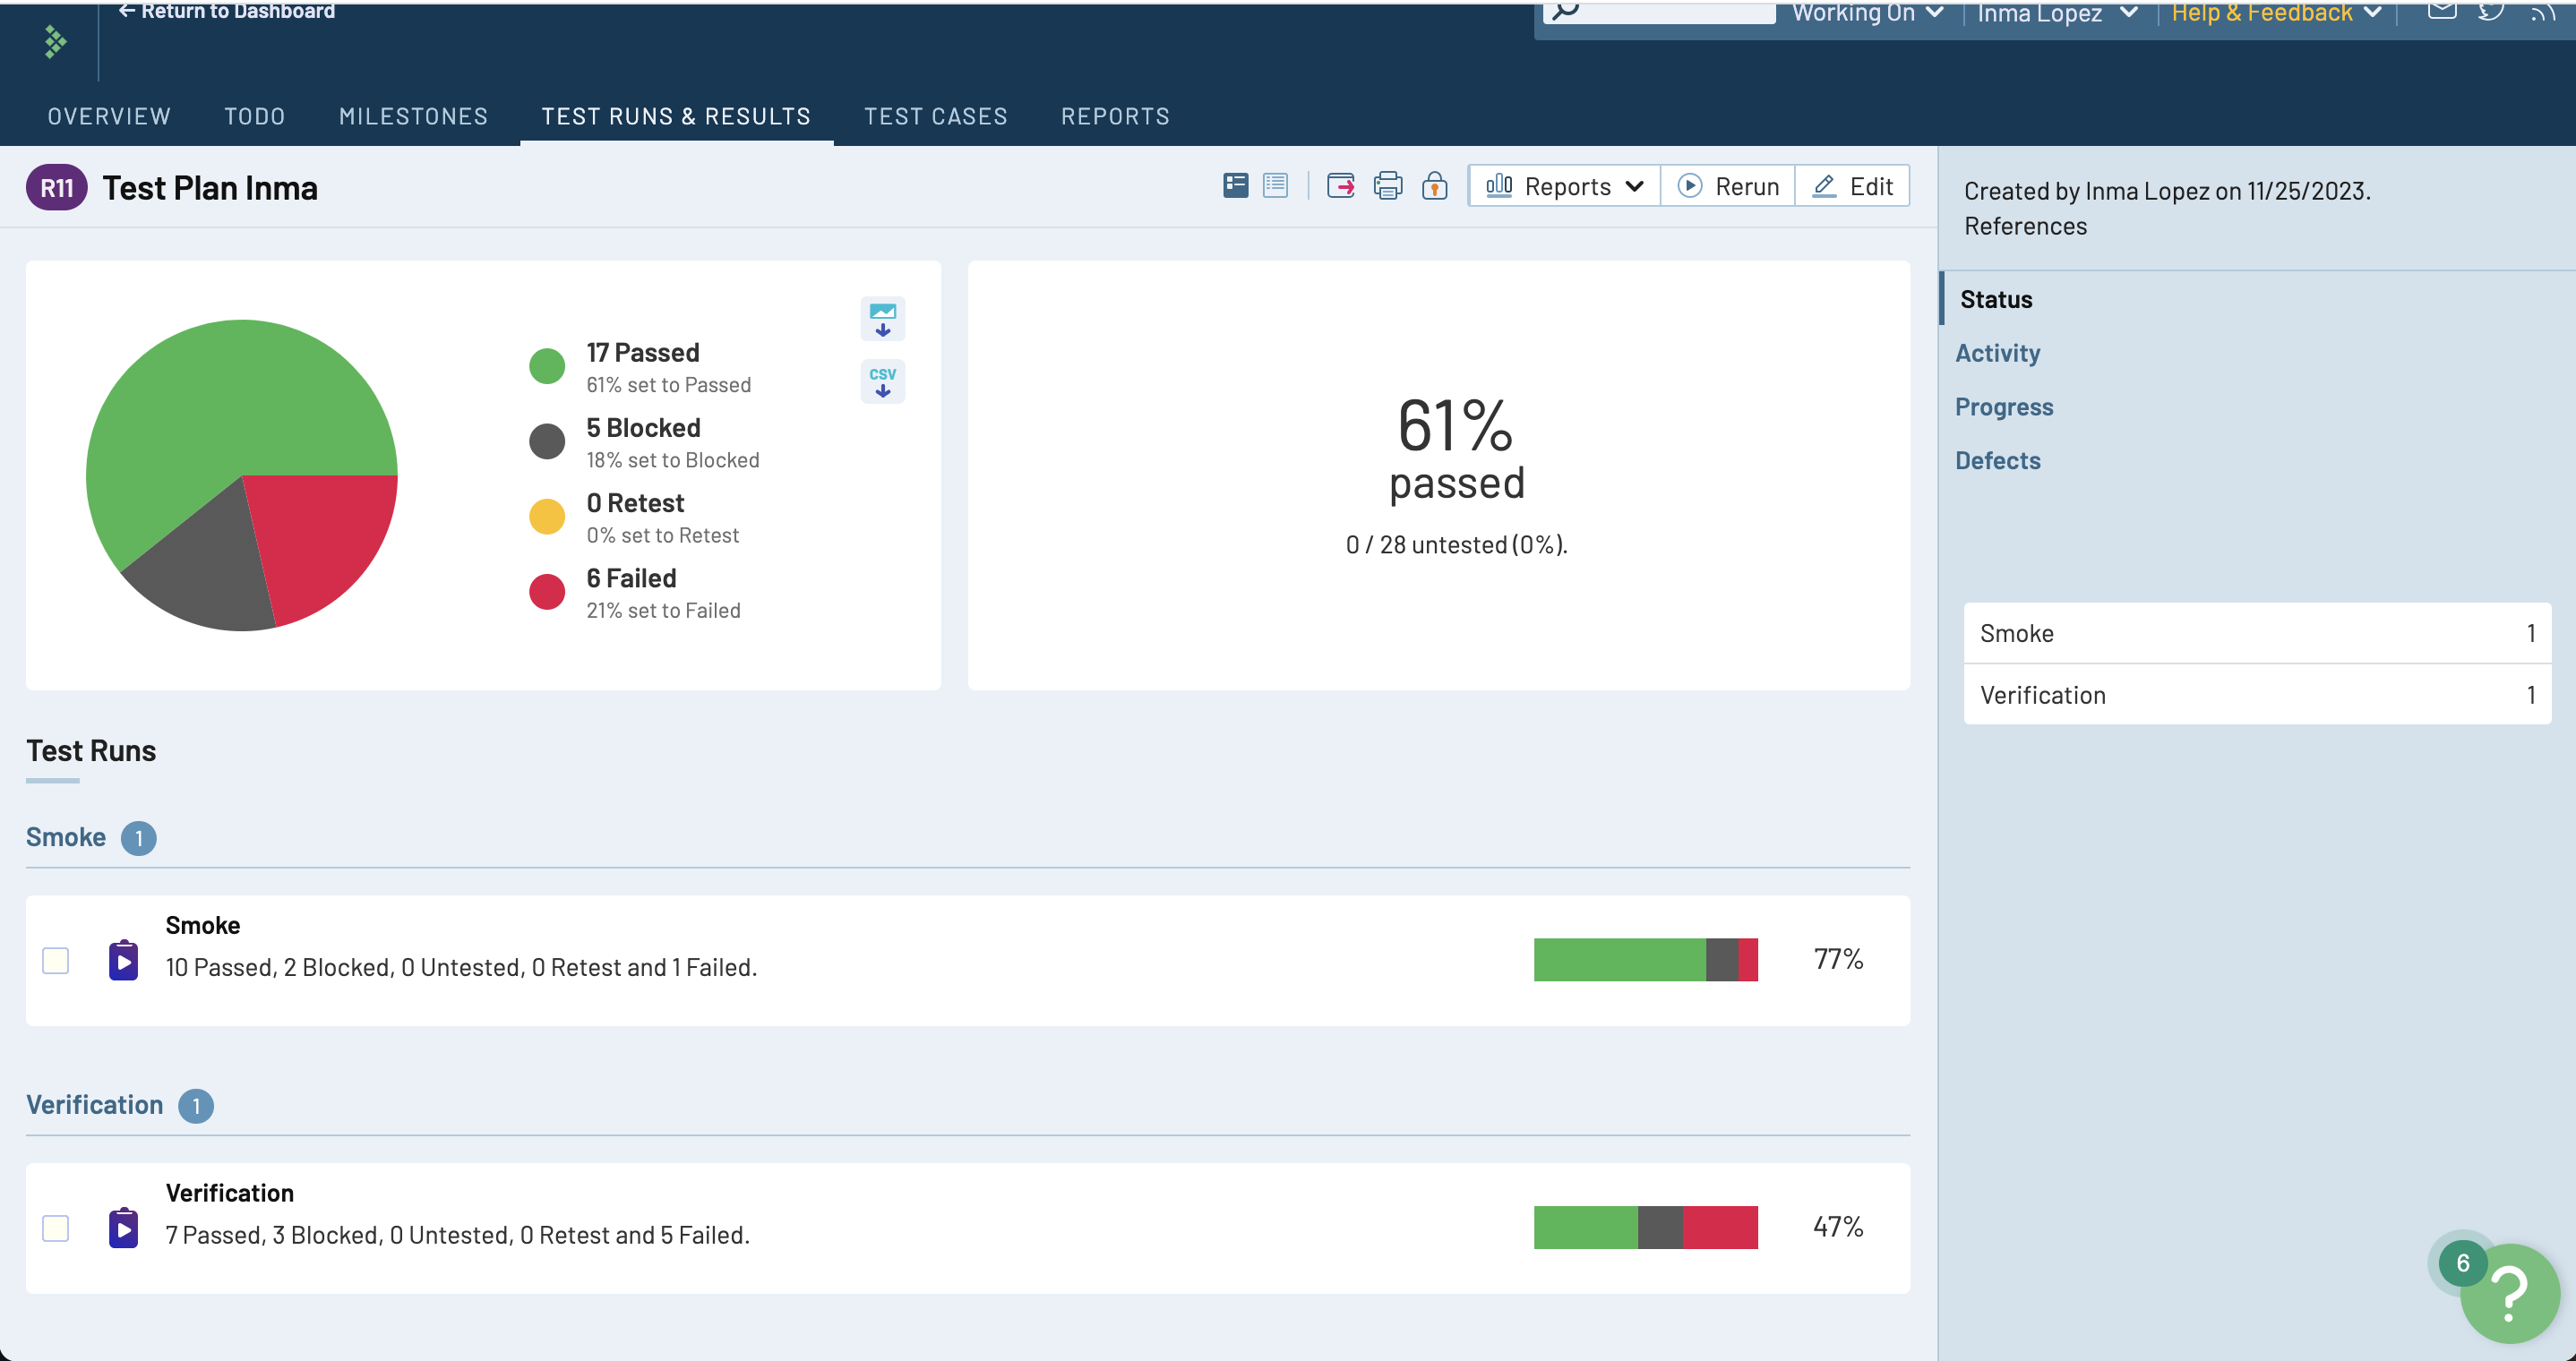 ← Return to Dashboard
Working On
Inma Lopez
Help & Feedback
OVERVIEW
TODO
MILESTONES
TEST RUNS & RESULTS
TEST CASES
REPORTS
R11
Test Plan Inma
Reports
Rerun
Edit
17 Passed
61% set to Passed
5 Blocked
18% set to Blocked
0 Retest
0% set to Retest
6 Failed
21% set to Failed
CSV
61%
passed
0 / 28 untested (0%).
Test Runs
Smoke 1
Smoke
10 Passed, 2 Blocked, 0 Untested, 0 Retest and 1 Failed.
77%
Verification 1
Verification
7 Passed, 3 Blocked, 0 Untested, 0 Retest and 5 Failed.
47%
Created by Inma Lopez on 11/25/2023.
References
Status
Activity
Progress
Defects
Smoke 1
Verification 1
6
?